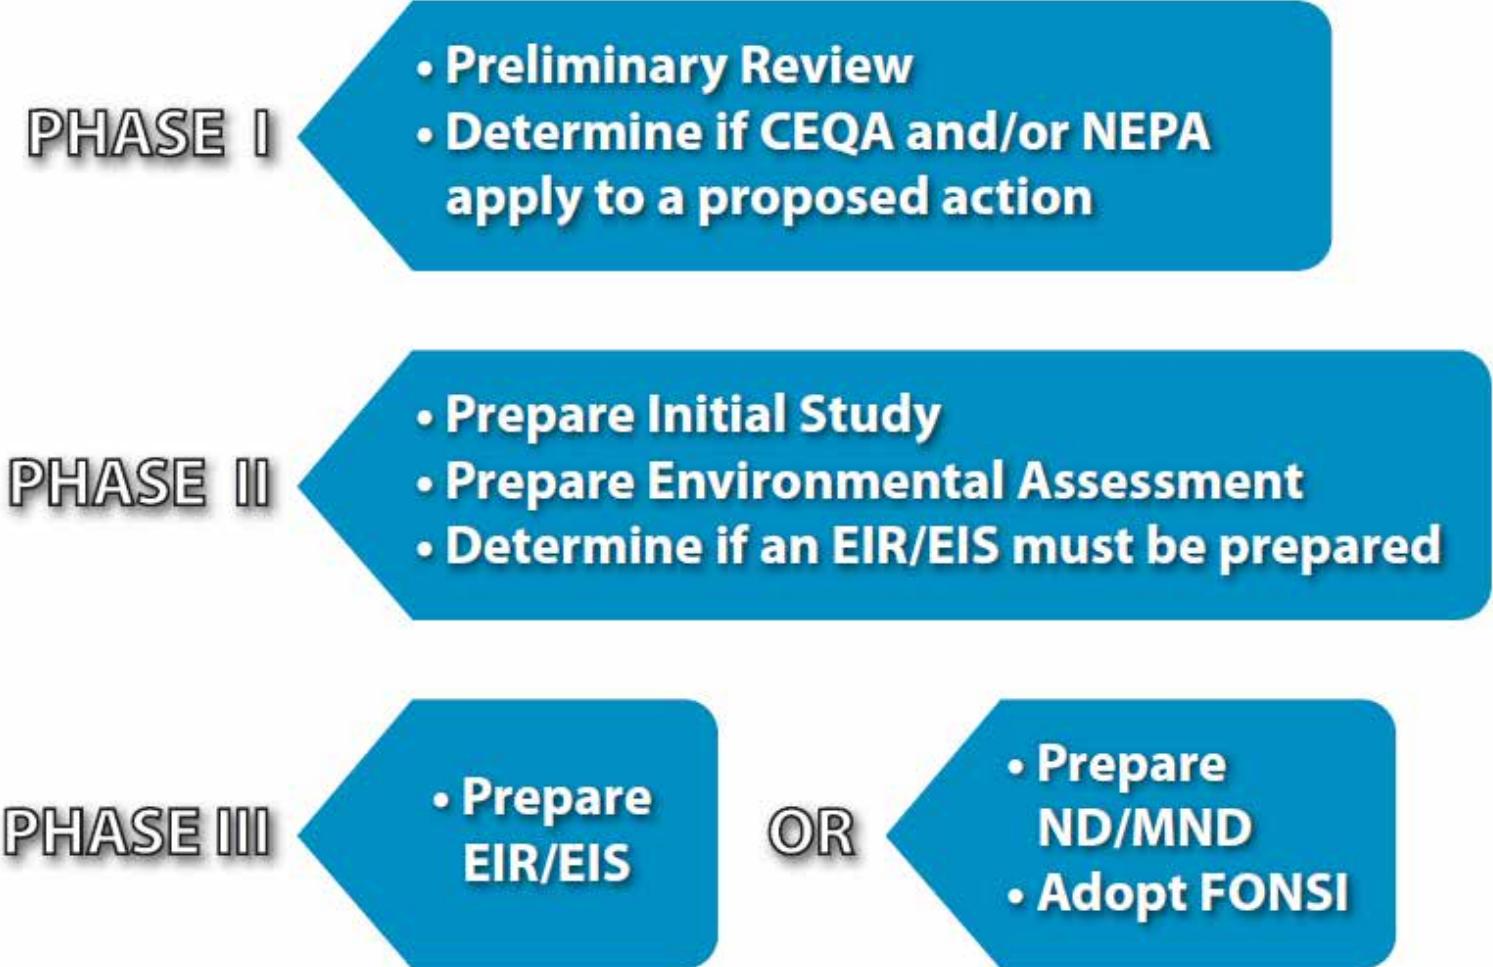 PHASE I
• Preliminary Review
• Determine if CEQA and/or NEPA
apply to a proposed action
PHASE II
• Prepare Initial Study
• Prepare Environmental Assessment
• Determine if an EIR/EIS must be prepared
PHASE III
• Prepare
EIR/EIS
OR
• Prepare
ND/MND
• Adopt FONSI